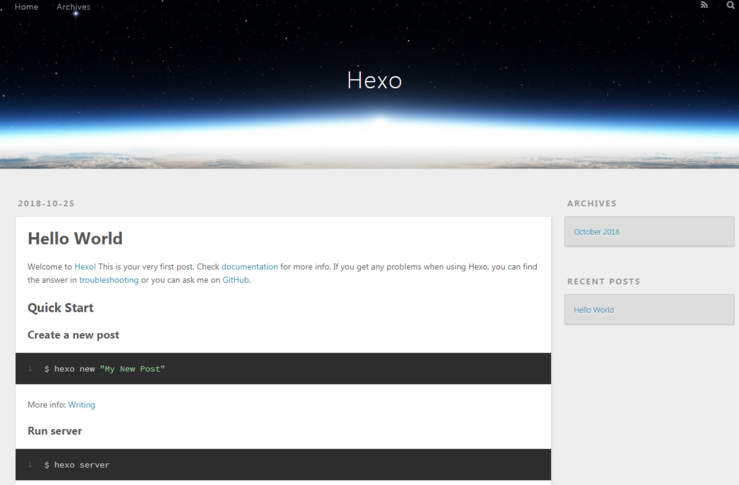 Home Archives
Hexo
2018-10-25
Hello World
Welcome to Hexo! This is your very first post. Check documentation for more info. If you get any problems when using Hexo, you can find
the answer in troubleshooting or you can ask me on GitHub.
Quick Start
Create a new post
1 $ hexo new "My New Post"
More info: Writing
Run server
1 $ hexo server
ARCHIVES
October 2018
RECENT POSTS
Hello World